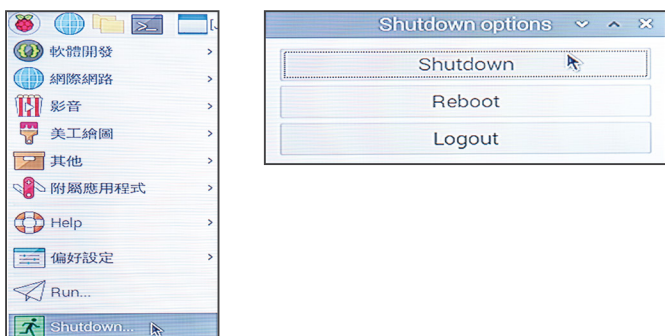 軟體開發
網際網路
影音
美工繪圖
其他
附屬應用程式
Help
偏好設定
Run...
Shutdown...
Shutdown options
Shutdown
Reboot
Logout